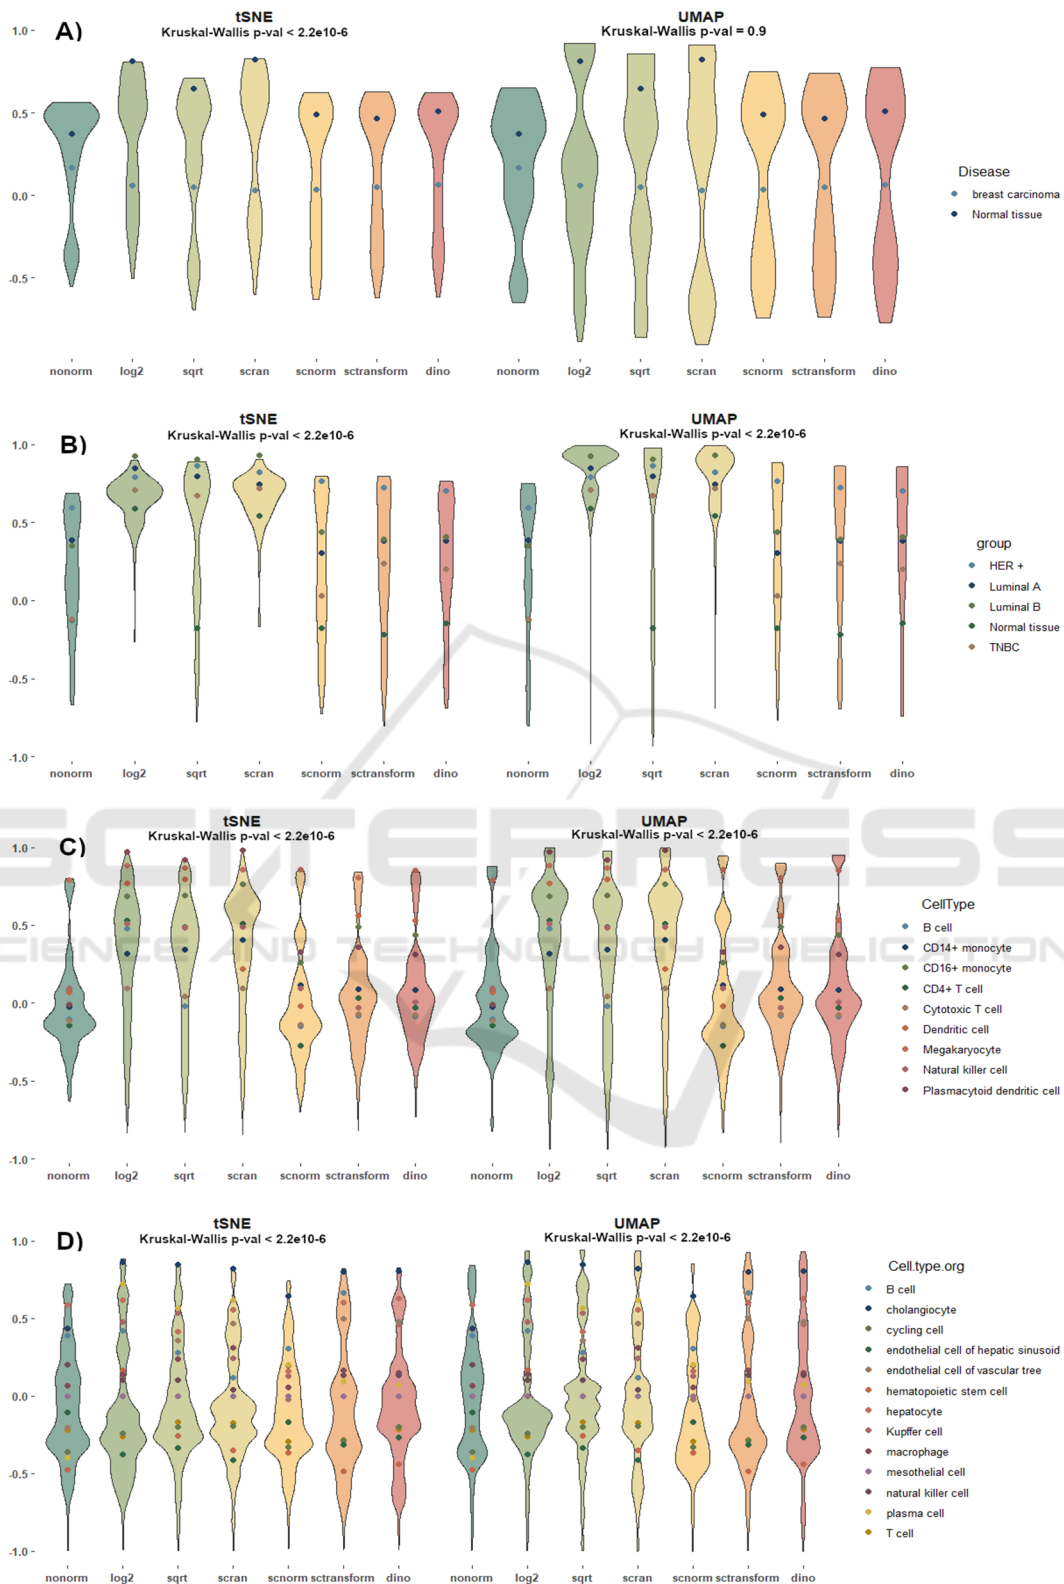 A)
tSNE
Kruskal-Wallis p-val < 2.2e10-6
UMAP
Kruskal-Wallis p-val = 0.9
1.0
0.5
0.0
-0.5
nonorm log2 sqrt scran scnorm sctransform dino nonorm log2 sqrt scran scnorm sctransform dino
Disease
breast carcinoma
Normal tissue
B)
tSNE
Kruskal-Wallis p-val < 2.2e10-6
UMAP
Kruskal-Wallis p-val < 2.2e10-6
1.0
0.5
0.0
-0.5
-1.0
nonorm log2 sqrt scran scnorm sctransform dino nonorm log2 sqrt scran scnorm sctransform dino
group
HER +
Luminal A
Luminal B
Normal tissue
TNBC
SCITEPRESS
SCIENCE AND TECHNOLOGY PUBLICATIONS
C)
tSNE
Kruskal-Wallis p-val < 2.2e10-6
UMAP
Kruskal-Wallis p-val < 2.2e10-6
1.0
0.5
0.0
-0.5
-1.0
nonorm log2 sqrt scran scnorm sctransform dino nonorm log2 sqrt scran scnorm sctransform dino
CellType
B cell
CD14+ monocyte
CD16+ monocyte
CD4+ T cell
Cytotoxic T cell
Dendritic cell
Megakaryocyte
Natural killer cell
Plasmacytoid dendritic cell
D)
tSNE
Kruskal-Wallis p-val < 2.2e10-6
UMAP
Kruskal-Wallis p-val < 2.2e10-6
1.0
0.5
0.0
-0.5
-1.0
nonorm log2 sqrt scran scnorm sctransform dino nonorm log2 sqrt scran scnorm sctransform dino
Cell.type.org
B cell
cholangiocyte
cycling cell
endothelial cell of hepatic sinusoid
endothelial cell of vascular tree
hematopoietic stem cell
hepatocyte
Kupffer cell
macrophage
mesothelial cell
natural killer cell
plasma cell
T cell